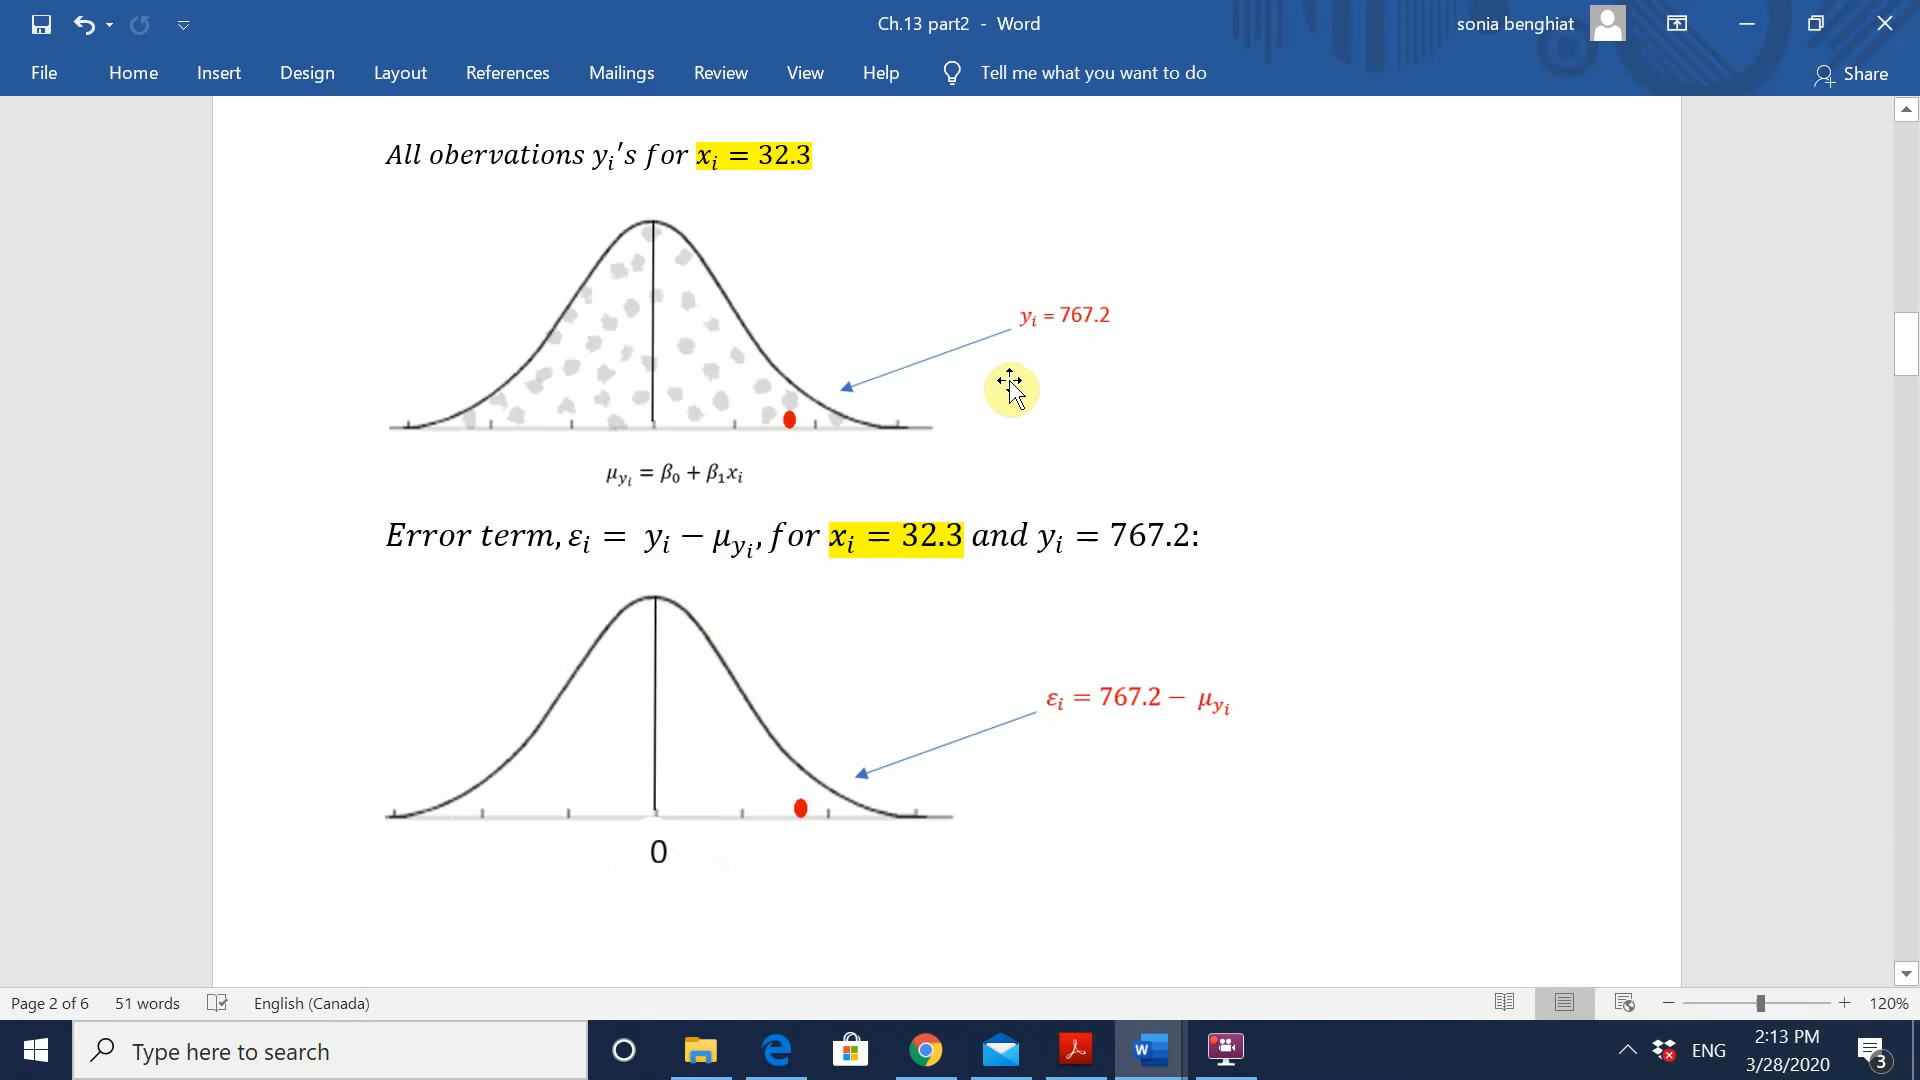 Ch.13 part2 - Word
sonia benghiat
File Home Insert Design Layout References Mailings Review View Help Tell me what you want to do Share
All obervations yᵢ's for xᵢ = 32.3
yᵢ = 767.2
μ_yᵢ = β₀ + β₁xᵢ
Error term, εᵢ = yᵢ − μ_yᵢ, for xᵢ = 32.3 and yᵢ = 767.2:
εᵢ = 767.2 − μ_yᵢ
0
Page 2 of 6 51 words English (Canada) 120%
Type here to search
ENG
2:13 PM
3/28/2020
3